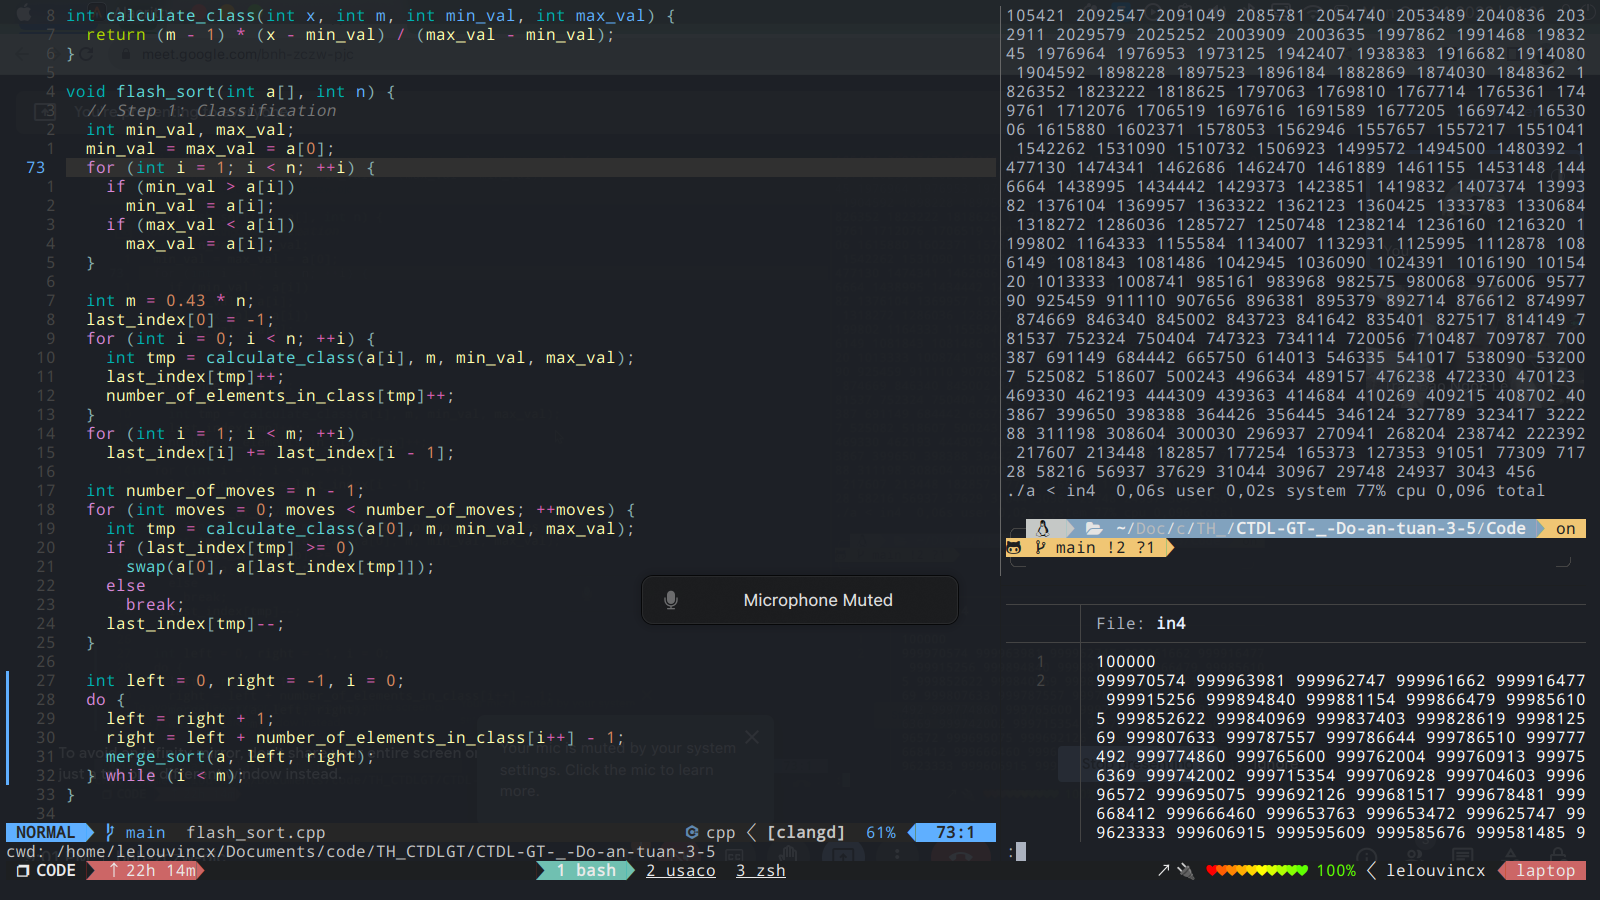 8 int calculate_class(int x, int m, int min_val, int max_val) {
7 return (m - 1) * (x - min_val) / (max_val - min_val);
6 }
5
4 void flash_sort(int a[], int n) {
3 // Step 1: Classification
2 int min_val, max_val;
1 min_val = max_val = a[0];
73 for (int i = 1; i < n; ++i) {
1 if (min_val > a[i])
2 min_val = a[i];
3 if (max_val < a[i])
4 max_val = a[i];
5 }
6
7 int m = 0.43 * n;
8 last_index[0] = -1;
9 for (int i = 0; i < n; ++i) {
10 int tmp = calculate_class(a[i], m, min_val, max_val);
11 last_index[tmp]++;
12 number_of_elements_in_class[tmp]++;
13 }
14 for (int i = 1; i < m; ++i)
15 last_index[i] += last_index[i - 1];
16
17 int number_of_moves = n - 1;
18 for (int moves = 0; moves < number_of_moves; ++moves) {
19 int tmp = calculate_class(a[0], m, min_val, max_val);
20 if (last_index[tmp] >= 0)
21 swap(a[0], a[last_index[tmp]]);
22 else
23 break;
24 last_index[tmp]--;
25 }
26
27 int left = 0, right = -1, i = 0;
28 do {
29 left = right + 1;
30 right = left + number_of_elements_in_class[i++] - 1;
31 merge_sort(a, left, right);
32 } while (i < m);
33 }
34
NORMAL main flash_sort.cpp cpp [clangd] 61% 73:1
cwd: /home/lelouvincx/Documents/code/TH_CTDLGT/CTDL-GT-_-Do-an-tuan-3-5
105421 2092547 2091049 2085781 2054740 2053489 2040836 203
2911 2029579 2025252 2003909 2003635 1997862 1991468 19832
45 1976964 1976953 1973125 1942407 1938383 1916682 1914080
1904592 1898228 1897523 1896184 1882869 1874030 1848362 1
826352 1823222 1818625 1797063 1769810 1767714 1765361 174
9761 1712076 1706519 1697616 1691589 1677205 1669742 16530
06 1615880 1602371 1578053 1562946 1557657 1557217 1551041
1542262 1531090 1510732 1506923 1499572 1494500 1480392 1
477130 1474341 1462686 1462470 1461889 1461155 1453148 144
6664 1438995 1434442 1429373 1423851 1419832 1407374 13993
82 1376104 1369957 1363322 1362123 1360425 1333783 1330684
1318272 1286036 1285727 1250748 1238214 1236160 1216320 1
199802 1164333 1155584 1134007 1132931 1125995 1112878 108
6149 1081843 1081486 1042945 1036090 1024391 1016190 10154
20 1013333 1008741 985161 983968 982575 980068 976006 9577
90 925459 911110 907656 896381 895379 892714 876612 874997
874669 846340 845002 843723 841642 835401 827517 814149 7
81537 752324 750404 747323 734114 720056 710487 709787 700
387 691149 684442 665750 614013 546335 541017 538090 53200
7 525082 518607 500243 496634 489157 476238 472330 470123
469330 462193 444309 439363 414684 410269 409215 408702 40
3867 399650 398388 364426 356445 346124 327789 323417 3222
88 311198 308604 300030 296937 270941 268204 238742 222392
217607 213448 182857 177254 165373 127353 91051 77309 717
28 58216 56937 37629 31044 30967 29748 24937 3043 456
./a < in4 0,06s user 0,02s system 77% cpu 0,096 total
~/Doc/c/TH_/CTDL-GT-_-Do-an-tuan-3-5/Code on
main !2 ?1
File: in4
1 100000
2 999970574 999963981 999962747 999961662 999916477
999915256 999894840 999881154 999866479 99985610
5 999852622 999840969 999837403 999828619 9998125
69 999807633 999787557 999786644 999786510 999777
492 999774860 999765600 999762004 999760913 99975
6369 999742002 999715354 999706928 999704603 9996
96572 999695075 999692126 999681517 999678481 999
668412 999666460 999653763 999653472 999625747 99
9623333 999606915 999595609 999585676 999581485 9
:
Microphone Muted
Your mic is muted by your system
settings. Click the mic to learn
more.
CODE ↑ 22h 14m 1 bash 2 usaco 3 zsh 100% lelouvincx laptop